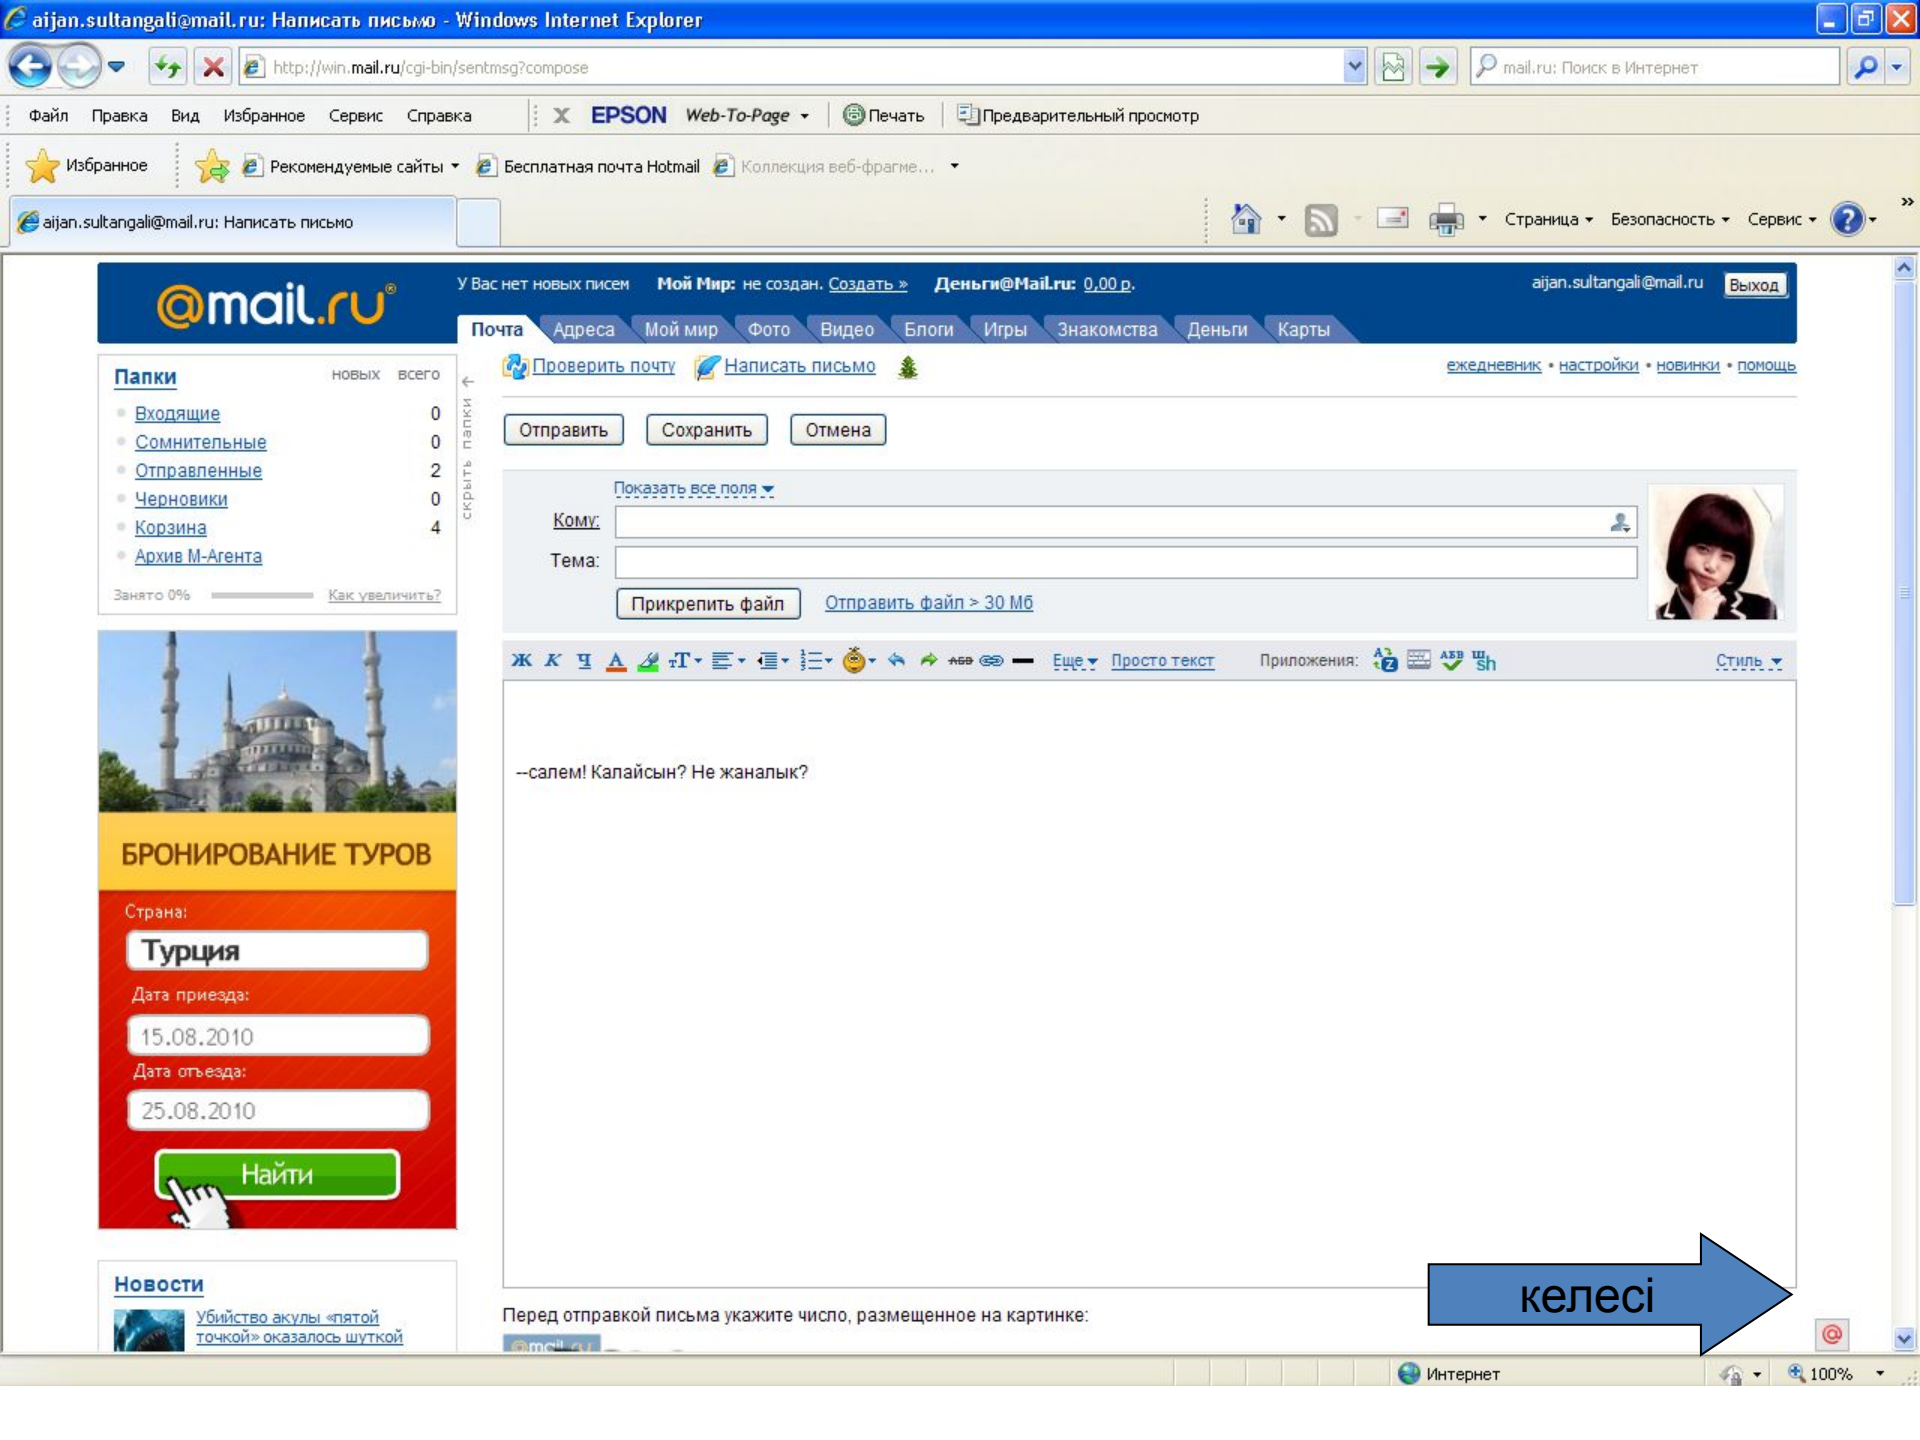 aijan.sultangali@mail.ru: Написать письмо - Windows Internet Explorer
http://win.mail.ru/cgi-bin/sentmsg?compose
mail.ru: Поиск в Интернет
Файл Правка Вид Избранное Сервис Справка X EPSON Web-To-Page Печать Предварительный просмотр
Избранное Рекомендуемые сайты Бесплатная почта Hotmail Коллекция веб-фрагме...
aijan.sultangali@mail.ru: Написать письмо
Страница Безопасность Сервис »
@mail.ru®
У Вас нет новых писем Мой Мир: не создан. Создать » Деньги@Mail.ru: 0,00 р.
aijan.sultangali@mail.ru Выход
Почта Адреса Мой мир Фото Видео Блоги Игры Знакомства Деньги Карты
Проверить почту Написать письмо
ежедневник • настройки • новинки • помощь
Папки новых всего
Входящие 0
Сомнительные 0
Отправленные 2
Черновики 0
Корзина 4
Архив М-Агента
Занято 0% Как увеличить?
скрыть папки
Отправить Сохранить Отмена
Показать все поля
Кому:
Тема:
Прикрепить файл Отправить файл > 30 Мб
Ж К Ч А тТ АБВ Еще Просто текст Приложения: АБВ Шsh Стиль
--салем! Калайсын? Не жаналык?
БРОНИРОВАНИЕ ТУРОВ
Страна:
Турция
Дата приезда:
15.08.2010
Дата отъезда:
25.08.2010
Найти
Новости
Убийство акулы «пятой
точкой» оказалось шуткой
Перед отправкой письма укажите число, размещенное на картинке:
келесі
@
Интернет 100%